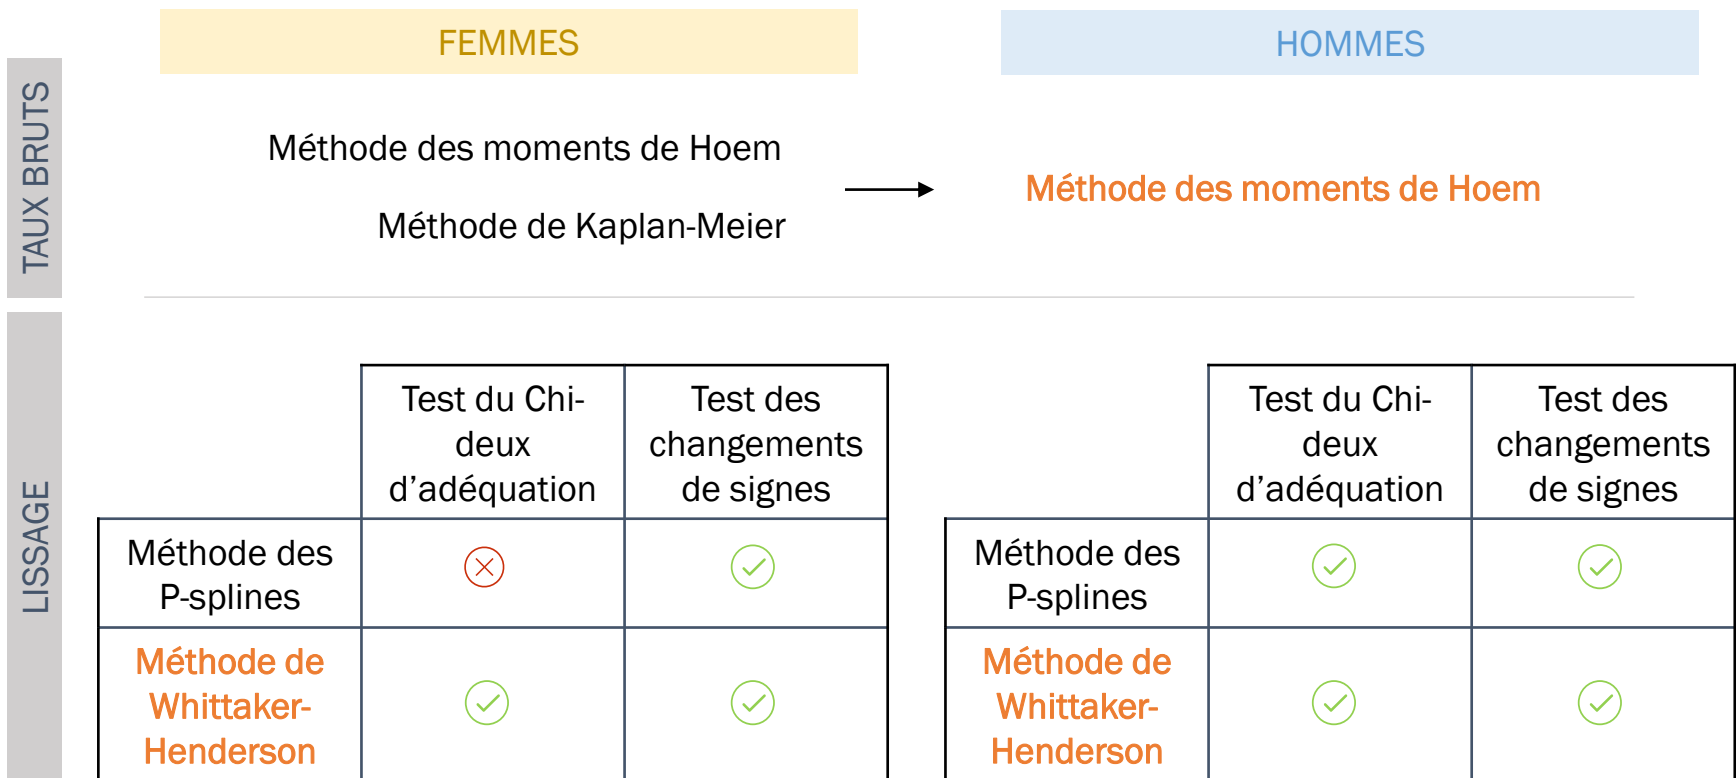 FEMMES
HOMMES
TAUX BRUTS
Méthode des moments de Hoem
Méthode de Kaplan-Meier
Méthode des moments de Hoem
LISSAGE
Test du Chi-
deux
d’adéquation
Test des
changements
de signes
Méthode des
P-splines
Méthode de
Whittaker-
Henderson
Test du Chi-
deux
d’adéquation
Test des
changements
de signes
Méthode des
P-splines
Méthode de
Whittaker-
Henderson